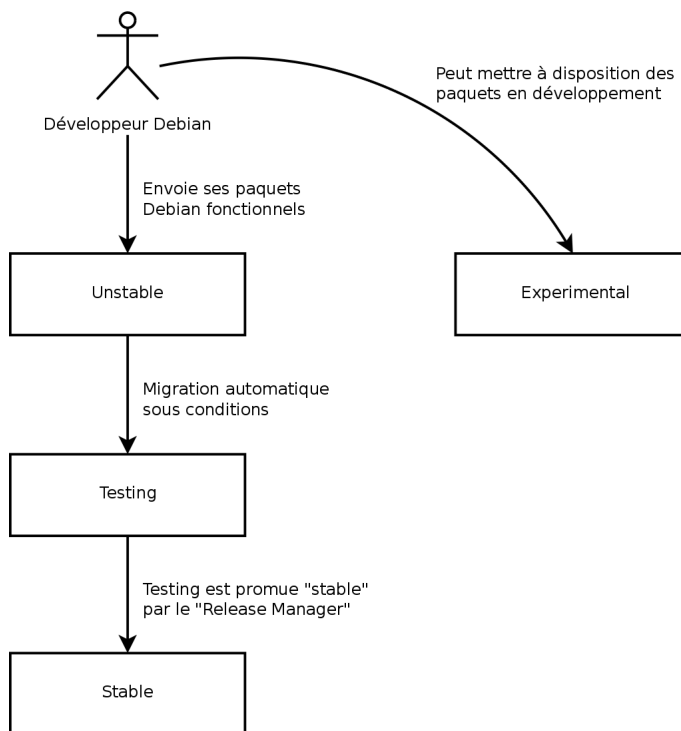 Peut mettre à disposition des
paquets en développement
Développeur Debian
Envoie ses paquets
Debian fonctionnels
Unstable
Experimental
Migration automatique
sous conditions
Testing
Testing est promue "stable"
par le "Release Manager"
Stable